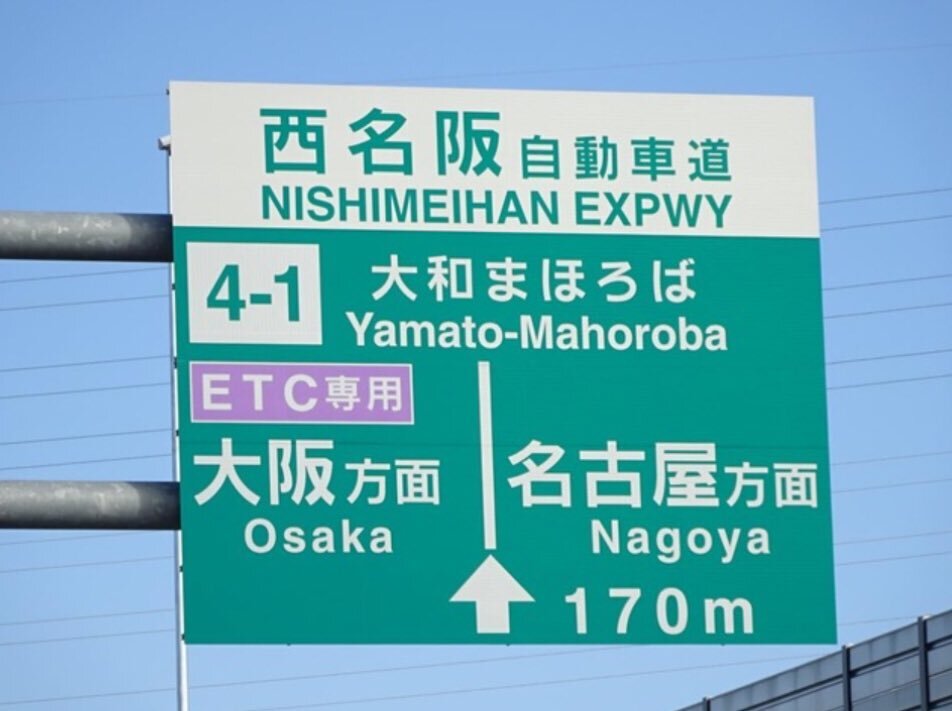 西名阪自動車道
NISHIMEIHAN EXPWY
4-1 大和まほろば
Yamato-Mahoroba
ETC専用
大阪方面 名古屋方面
Osaka Nagoya
170m